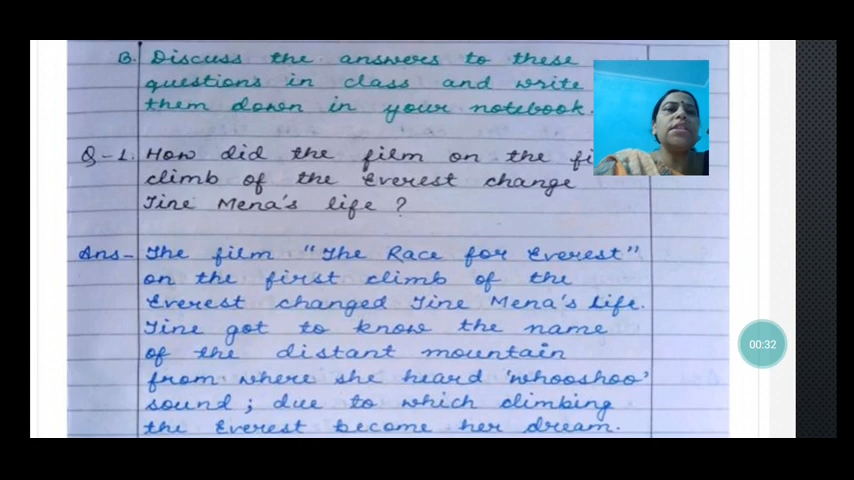 B. Discuss the answers to these
questions in class and write
them down in your notebook.
Q-1. How did the film on the
climb of the Everest change
Tine Mena's life ?
Ans- The film "The Race for Everest"
on the first climb of the
Everest changed Tine Mena's life.
Tine got to know the name
of the distant mountain
from where she heard 'whooshoo'
sound ; due to which climbing
the Everest become her dream.
00:32